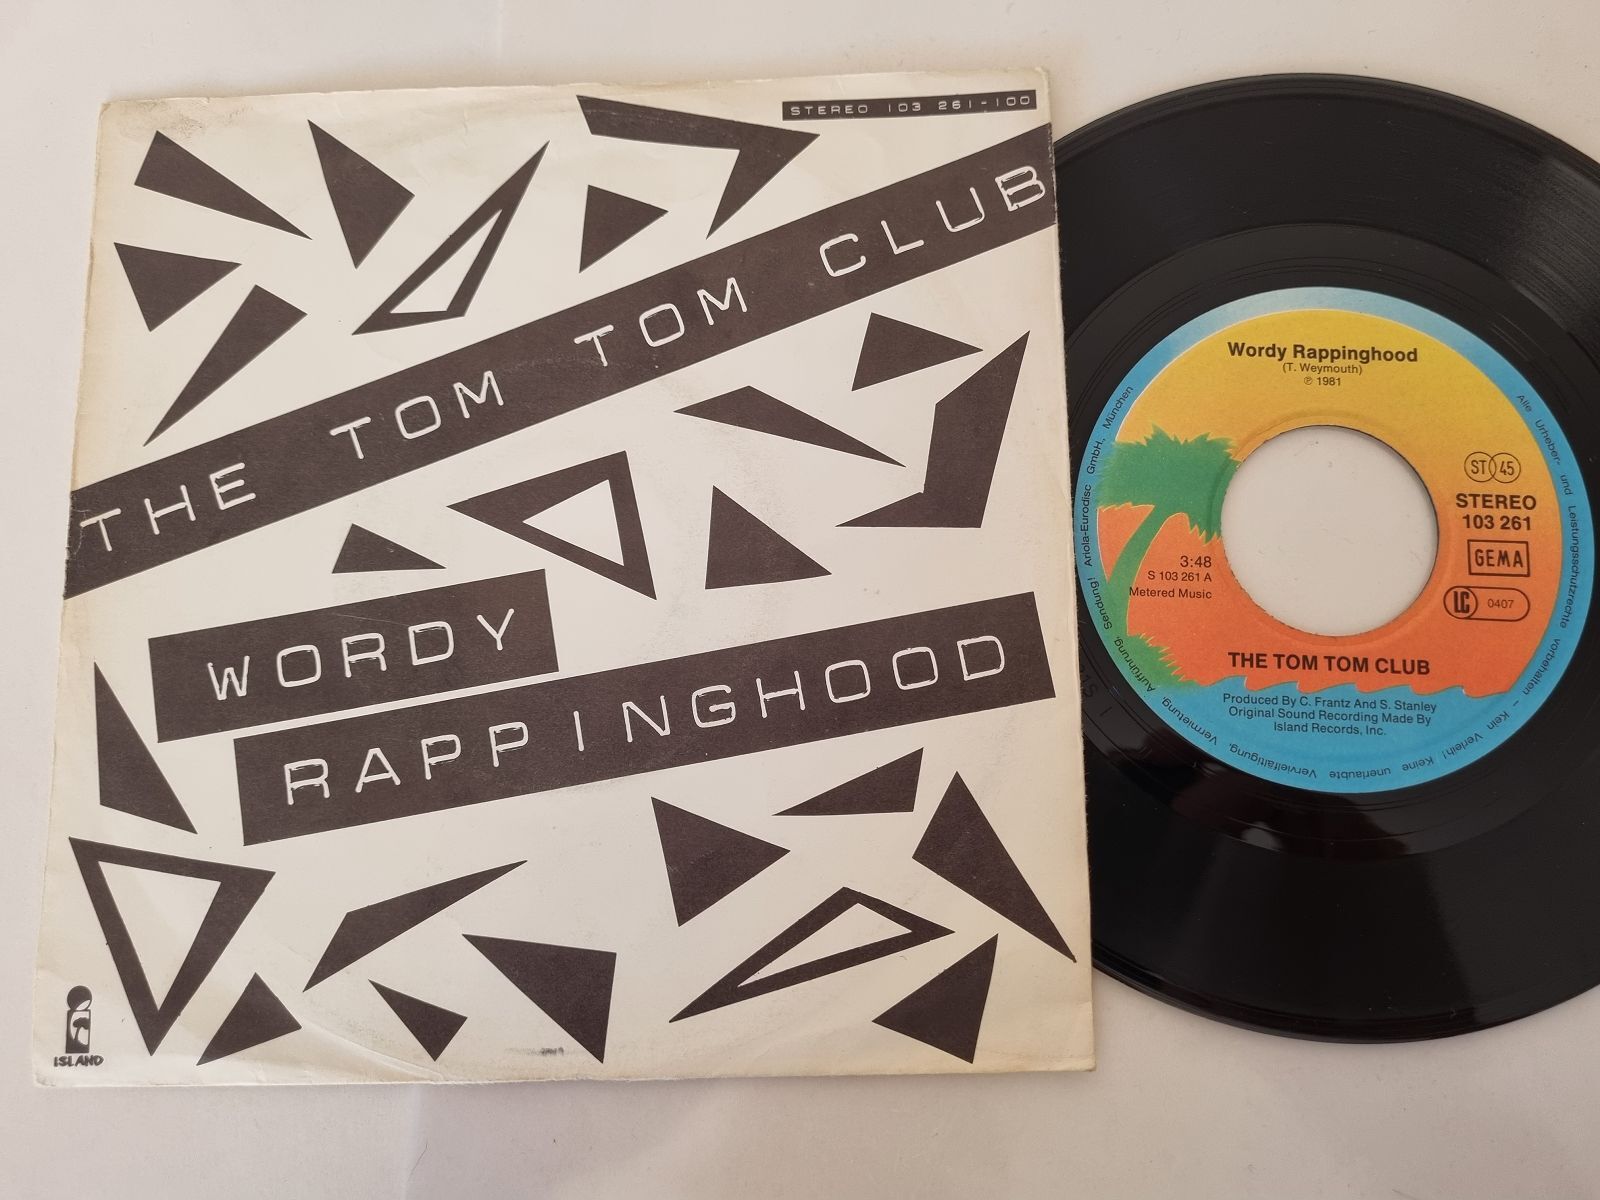 STEREO 103 261-100
THE TOM TOM CLUB
WORDY
RAPPINGHOOD
ISLAND
Wordy Rappinghood
(T. Weymouth)
℗ 1981
ST 45
STEREO
103 261
GEMA
LC 0407
3:48
S 103 261 A
Metered Music
THE TOM TOM CLUB
Produced By C. Frantz And S. Stanley
Original Sound Recording Made By
Island Records, Inc.
Ariola-Eurodisc GmbH., München
Alle Urheber- und Leistungsschutzrechte vorbehalten – Kein Verleih! Keine unerlaubte Vervielfältigung, Vermietung, Aufführung, Sendung!